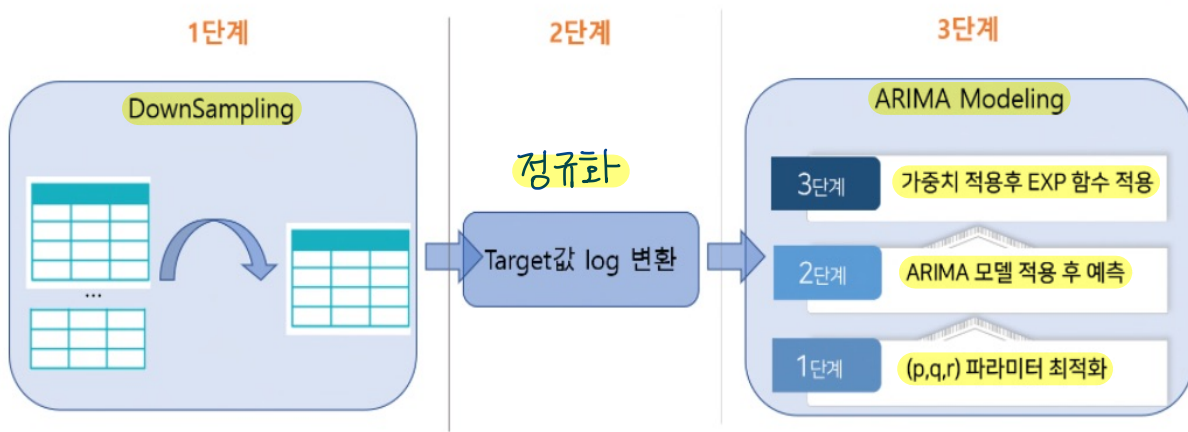 1단계
2단계
3단계
DownSampling
...
정규화
Target값 log 변환
ARIMA Modeling
3단계
가중치 적용후 EXP 함수 적용
2단계
ARIMA 모델 적용 후 예측
1단계
(p,q,r) 파라미터 최적화